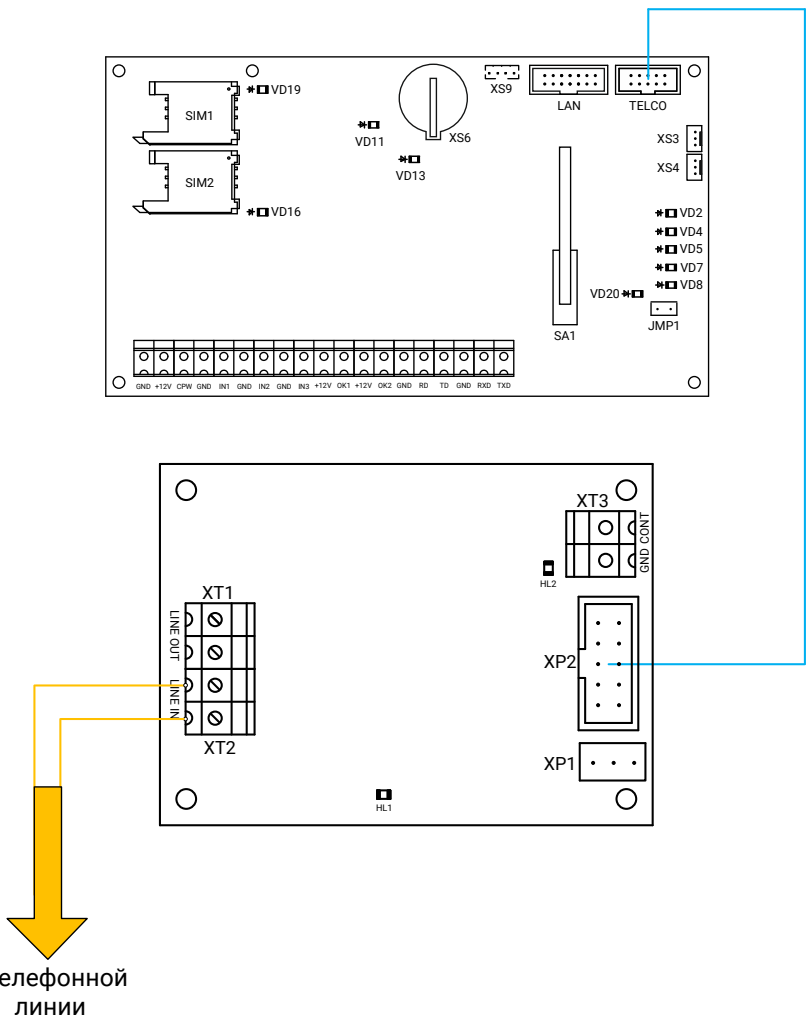 XS9
LAN
TELCO
SIM1
VD19
VD11
XS6
VD13
XS3
XS4
SIM2
VD16
VD2
VD4
VD5
VD7
VD8
VD20
SA1
JMP1
GND +12V CPW GND IN1 GND IN2 GND IN3 +12V OK1 +12V OK2 GND RD TD GND RXD TXD
XT3
GND CONT
HL2
XT1
LINE OUT
LINE IN
XT2
XP2
XP1
HL1
елефонной
линии